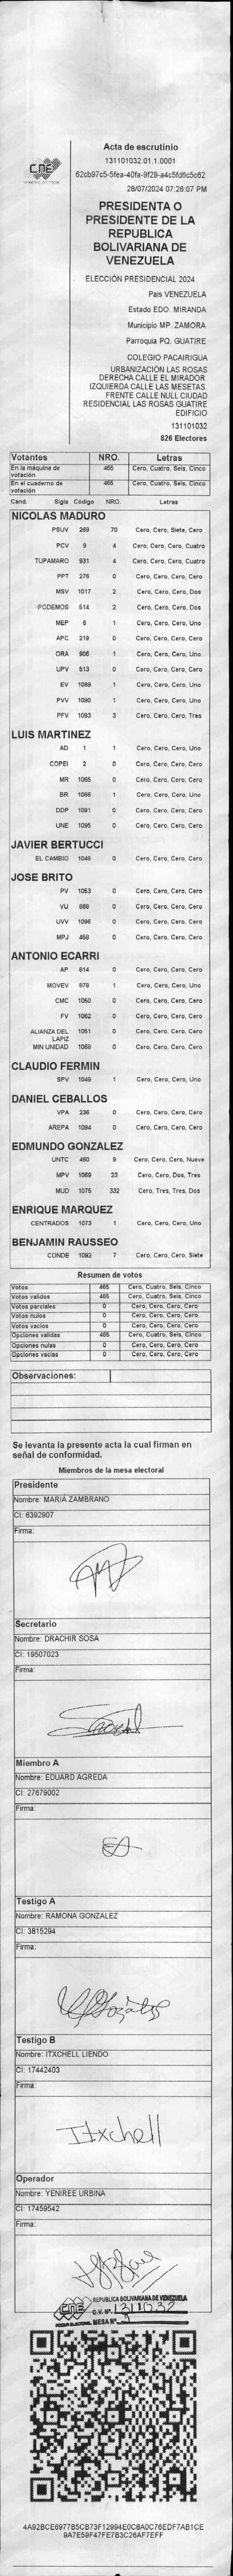 CNE
Acta de escrutinio
131101032.01.1.0001
62cb97c5-5fea-40fa-9f29-a4c5fd6c5c62
28/07/2024 07:26:07 PM
PRESIDENTA O
PRESIDENTE DE LA
REPUBLICA
BOLIVARIANA DE
VENEZUELA
ELECCIÓN PRESIDENCIAL 2024
Pais VENEZUELA
Estado EDO. MIRANDA
Municipio MP. ZAMORA
Parroquia PQ. GUATIRE
COLEGIO PACAIRIGUA
URBANIZACIÓN LAS ROSAS
DERECHA CALLE EL MIRADOR.
IZQUIERDA CALLE LAS MESETAS.
FRENTE CALLE NULL CIUDAD
RESIDENCIAL LAS ROSAS GUATIRE
EDIFICIO
131101032
826 Electores
Votantes NRO. Letras
En la máquina de votación 465 Cero, Cuatro, Seis, Cinco
En el cuaderno de votación 465 Cero, Cuatro, Seis, Cinco
Cand. Sigla Código NRO. Letras
NICOLAS MADURO
PSUV 269 70 Cero, Cero, Siete, Cero
PCV 9 4 Cero, Cero, Cero, Cuatro
TUPAMARO 931 4 Cero, Cero, Cero, Cuatro
PPT 276 0 Cero, Cero, Cero, Cero
MSV 1017 2 Cero, Cero, Cero, Dos
PODEMOS 514 2 Cero, Cero, Cero, Dos
MEP 6 1 Cero, Cero, Cero, Uno
APC 219 0 Cero, Cero, Cero, Cero
ORA 906 1 Cero, Cero, Cero, Uno
UPV 513 0 Cero, Cero, Cero, Cero
EV 1089 1 Cero, Cero, Cero, Uno
PVV 1090 1 Cero, Cero, Cero, Uno
PFV 1093 3 Cero, Cero, Cero, Tres
LUIS MARTINEZ
AD 1 1 Cero, Cero, Cero, Uno
COPEI 2 0 Cero, Cero, Cero, Cero
MR 1065 0 Cero, Cero, Cero, Cero
BR 1066 1 Cero, Cero, Cero, Uno
DDP 1091 0 Cero, Cero, Cero, Cero
UNE 1095 0 Cero, Cero, Cero, Cero
JAVIER BERTUCCI
EL CAMBIO 1048 0 Cero, Cero, Cero, Cero
JOSE BRITO
PV 1053 0 Cero, Cero, Cero, Cero
VU 0 Cero, Cero, Cero, Cero
UVV 1096 0 Cero, Cero, Cero, Cero
MPJ 458 0 Cero, Cero, Cero, Cero
ANTONIO ECARRI
AP 914 0 Cero, Cero, Cero, Cero
MOVEV 979 1 Cero, Cero, Cero, Uno
CMC 1050 0 Cero, Cero, Cero, Cero
FV 1062 0 Cero, Cero, Cero, Cero
ALIANZA DEL LAPIZ 1051 0 Cero, Cero, Cero, Cero
MIN UNIDAD 1069 0 Cero, Cero, Cero, Cero
CLAUDIO FERMIN
SPV 1049 1 Cero, Cero, Cero, Uno
DANIEL CEBALLOS
VPA 236 0 Cero, Cero, Cero, Cero
AREPA 1094 0 Cero, Cero, Cero, Cero
EDMUNDO GONZALEZ
UNTC 460 9 Cero, Cero, Cero, Nueve
MPV 1069 23 Cero, Cero, Dos, Tres
MUD 1075 332 Cero, Tres, Tres, Dos
ENRIQUE MARQUEZ
CENTRADOS 1073 1 Cero, Cero, Cero, Uno
BENJAMIN RAUSSEO
CONDE 1092 7 Cero, Cero, Cero, Siete
Resumen de votos
Votos 465 Cero, Cuatro, Seis, Cinco
Votos validos 465 Cero, Cuatro, Seis, Cinco
Votos parciales 0 Cero, Cero, Cero, Cero
Votos nulos 0 Cero, Cero, Cero, Cero
Votos vacios 0 Cero, Cero, Cero, Cero
Opciones validas 465 Cero, Cuatro, Seis, Cinco
Opciones nulas 0 Cero, Cero, Cero, Cero
Opciones vacias 0 Cero, Cero, Cero, Cero
Observaciones:
Se levanta la presente acta la cual firman en
señal de conformidad.
Miembros de la mesa electoral
Presidente
Nombre: MARIA ZAMBRANO
CI: 6392907
Firma:
Secretario
Nombre: DRACHIR SOSA
CI: 19507023
Firma:
Miembro A
Nombre: EDUARD AGREDA
CI: 27679002
Firma:
Testigo A
Nombre: RAMONA GONZALEZ
CI: 3815294
Firma:
Testigo B
Nombre: ITXCHELL LIENDO
CI: 17442403
Firma:
Itxchell
Operador
Nombre: YENIREE URBINA
CI: 17459542
Firma:
CNE REPUBLICA BOLIVARIANA DE VENEZUELA
C.V. Nº
PODER ELECTORAL MESA Nº 1
4A92BCE6977B5CB73F12994E0C8A0C76EDF7AB1CE
9A7E59F47FE7B3C26AF7EFF